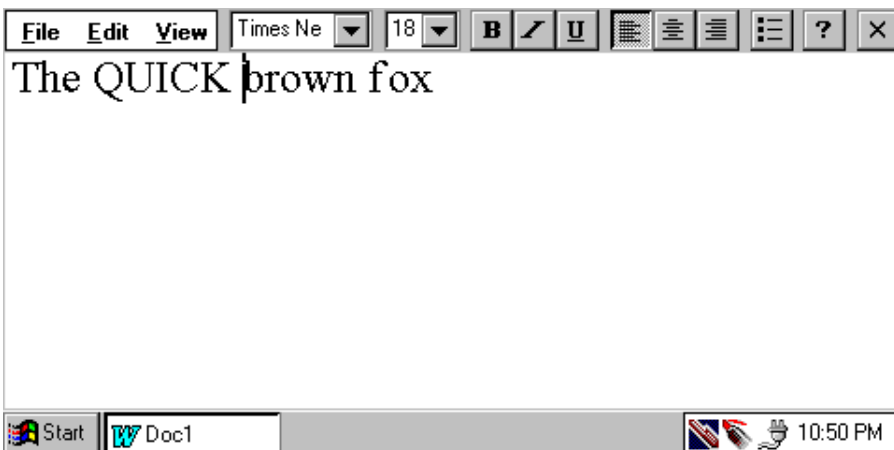 File Edit View Times Ne 18 B I U ? ×
The QUICK brown fox
Start W Doc1 10:50 PM